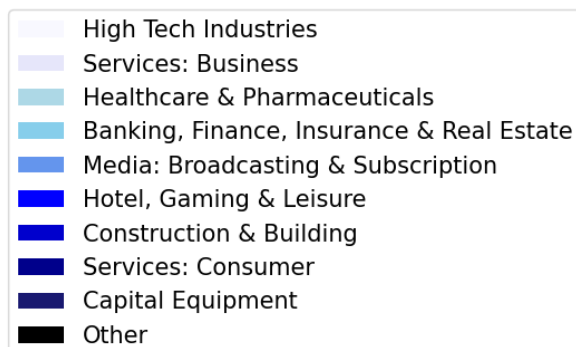 High Tech Industries
Services: Business
Healthcare & Pharmaceuticals
Banking, Finance, Insurance & Real Estate
Media: Broadcasting & Subscription
Hotel, Gaming & Leisure
Construction & Building
Services: Consumer
Capital Equipment
Other